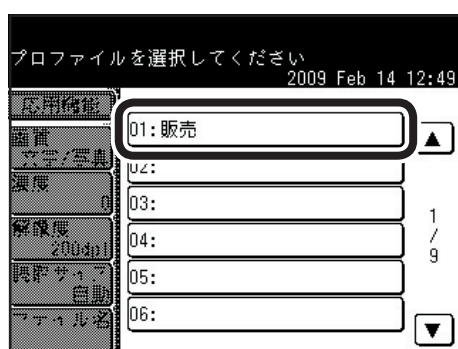 プロファイルを選択してください
2009 Feb 14 12:49
応用機能
画質
文字/写真
濃度
0
解像度
200dpi
読取サイズ
自動
ファイル名
01:販売
02:
03:
04:
05:
06:
▲
1
/
9
▼